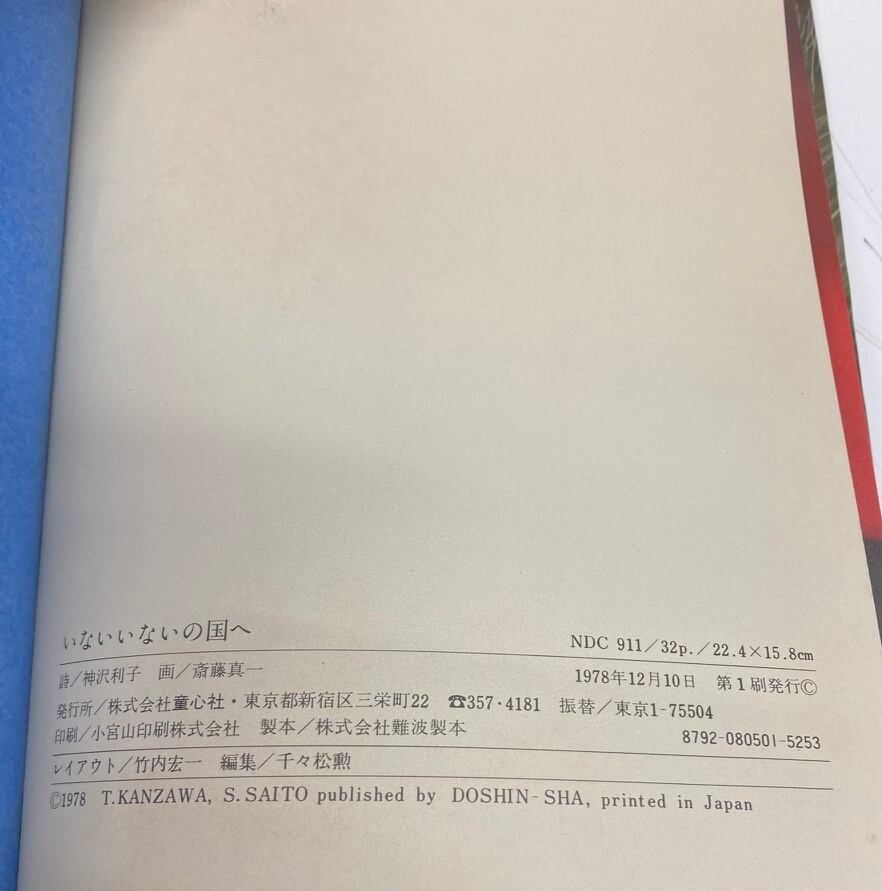 いないいないの国へ
NDC 911/32p./22.4×15.8cm
詩/神沢利子 画/斎藤真一
1978年12月10日 第1刷発行©
発行所/株式会社童心社・東京都新宿区三栄町22 ☎357・4181 振替/東京1-75504
印刷/小宮山印刷株式会社 製本/株式会社難波製本
8792-080501-5253
レイアウト/竹内宏一 編集/千々松勲
©1978 T.KANZAWA, S.SAITO published by DOSHIN-SHA, printed in Japan